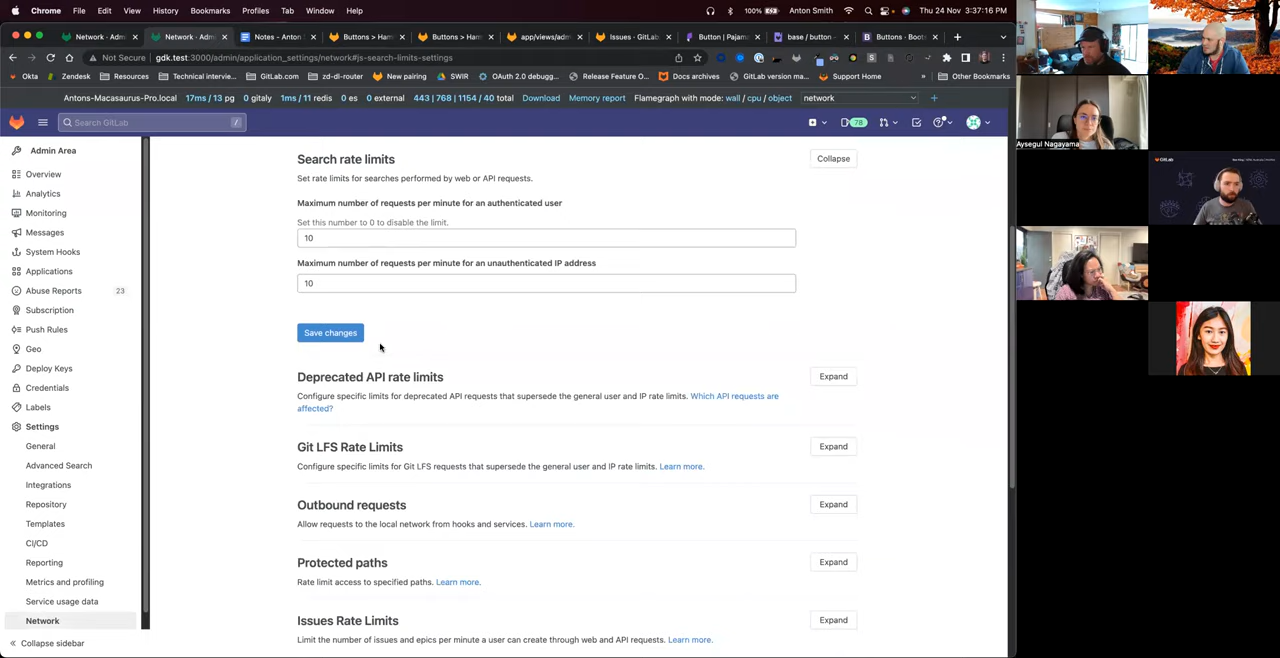 Chrome File Edit View History Bookmarks Profiles Tab Window Help 100% Anton Smith Thu 24 Nov 3:37:16 PM
Network · Adm Network · Adm Notes - Anton Buttons > Ham Buttons > Ham app/views/adm Issues · GitLab Button | Pajam base / button Buttons · Boots
Not Secure gdk.test:3000/admin/application_settings/network#js-search-limits-settings
Okta Zendesk Resources Technical intervie... GitLab.com zd-dl-router New pairing SWIR OAuth 2.0 debugg... Release Feature O... Docs archives GitLab version ma... Support Home » Other Bookmarks
Antons-Macasaurus-Pro.local 17ms / 13 pg 0 gitaly 1ms / 11 redis 0 es 0 external 443 | 768 | 1154 / 40 total Download Memory report Flamegraph with mode: wall / cpu / object network
Search GitLab / 78
Admin Area
Overview
Analytics
Monitoring
Messages
System Hooks
Applications
Abuse Reports 23
Subscription
Push Rules
Geo
Deploy Keys
Credentials
Labels
Settings
General
Advanced Search
Integrations
Repository
Templates
CI/CD
Reporting
Metrics and profiling
Service usage data
Network
« Collapse sidebar
Search rate limits Collapse
Set rate limits for searches performed by web or API requests.
Maximum number of requests per minute for an authenticated user
Set this number to 0 to disable the limit.
10
Maximum number of requests per minute for an unauthenticated IP address
10
Save changes
Deprecated API rate limits Expand
Configure specific limits for deprecated API requests that supersede the general user and IP rate limits. Which API requests are
affected?
Git LFS Rate Limits Expand
Configure specific limits for Git LFS requests that supersede the general user and IP rate limits. Learn more.
Outbound requests Expand
Allow requests to the local network from hooks and services. Learn more.
Protected paths Expand
Rate limit access to specified paths. Learn more.
Issues Rate Limits Expand
Limit the number of issues and epics per minute a user can create through web and API requests. Learn more.
Aysegul Nagayama
GitLab